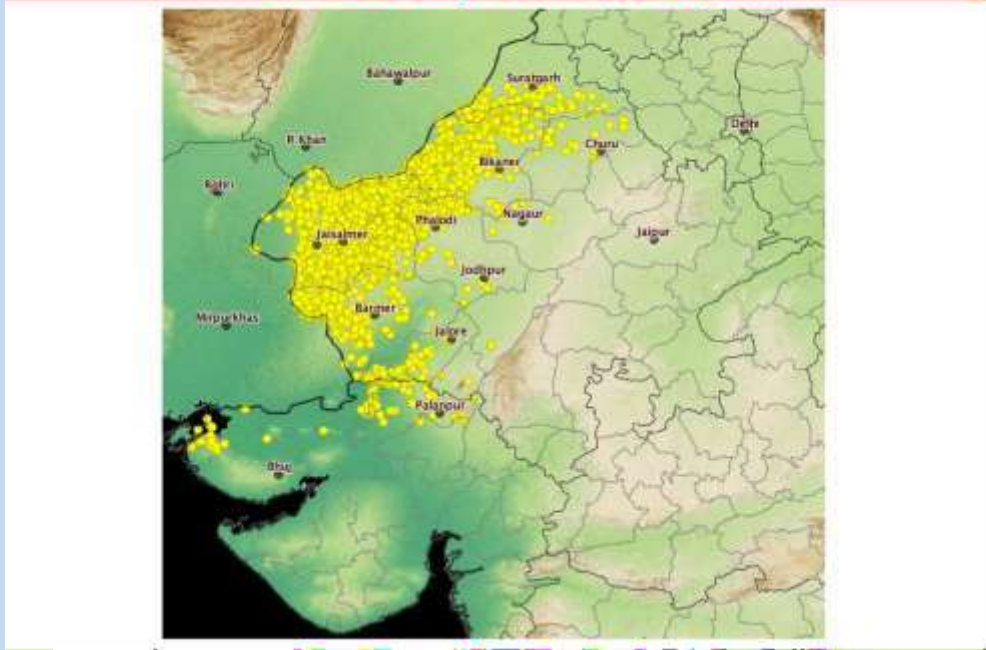 Suratgarh
Bahawalpur
Delhi
R.Khan
Churu
Bikaner
Rohri
Nagaur
Phalodi
Jaisalmer
Jaipur
Jodhpur
Barmer
Mirpurkhas
Jalore
Palanpur
Bhuj